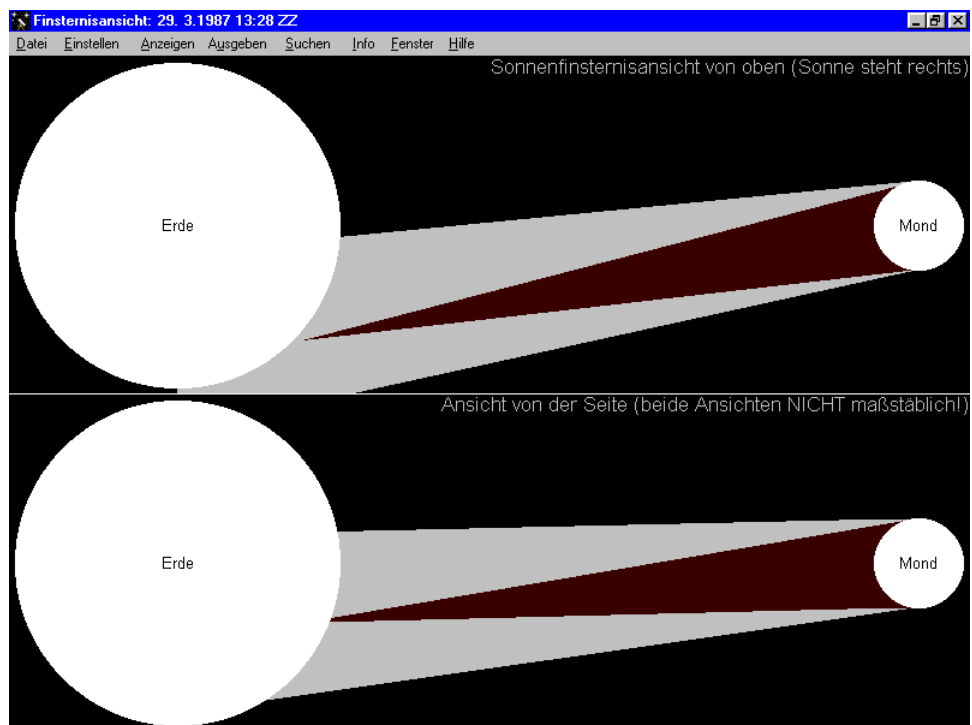 Finsternisansicht: 29. 3.1987 13:28 ZZ
Datei Einstellen Anzeigen Ausgeben Suchen Info Fenster Hilfe
Sonnenfinsternisansicht von oben (Sonne steht rechts)
Erde Mond
Ansicht von der Seite (beide Ansichten NICHT maßstäblich!)
Erde Mond